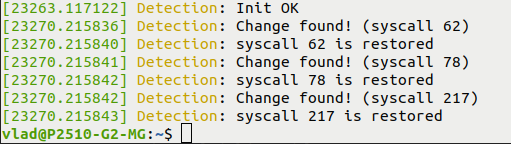 [23263.117122] Detection: Init OK
[23270.215836] Detection: Change found! (syscall 62)
[23270.215840] Detection: syscall 62 is restored
[23270.215841] Detection: Change found! (syscall 78)
[23270.215842] Detection: syscall 78 is restored
[23270.215842] Detection: Change found! (syscall 217)
[23270.215843] Detection: syscall 217 is restored
vlad@P2510-G2-MG:~$